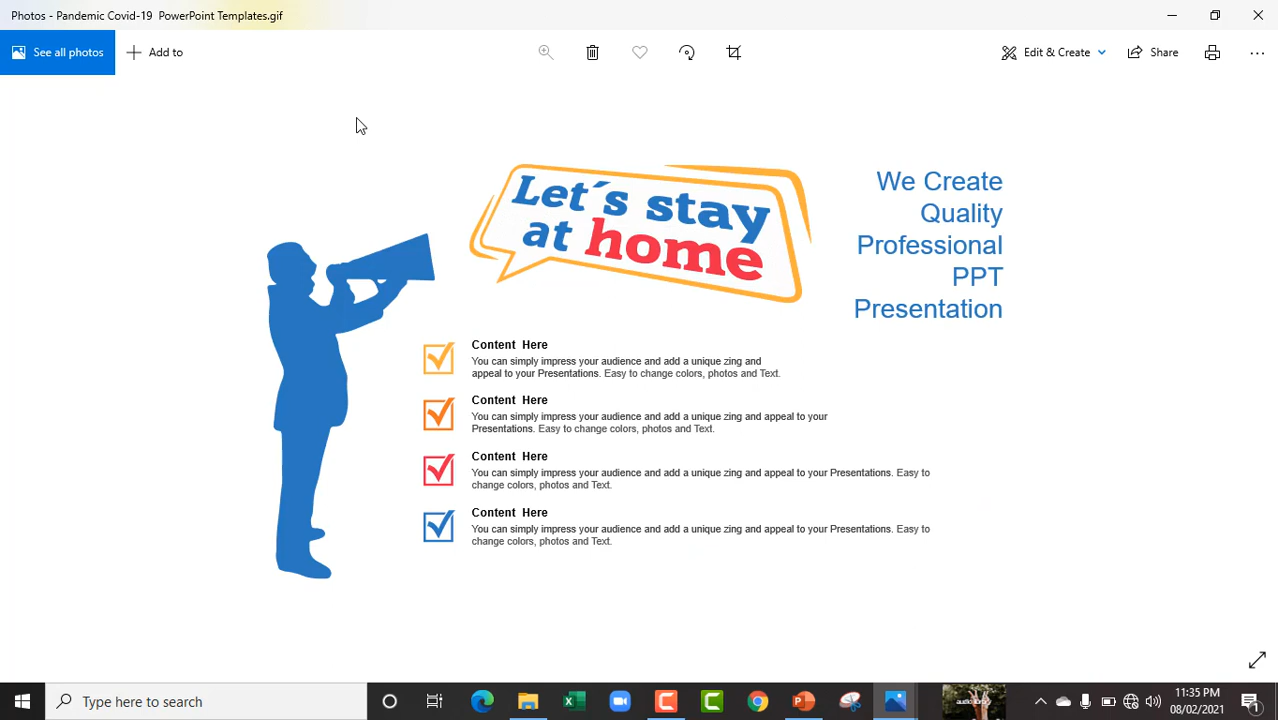 Photos - Pandemic Covid-19 PowerPoint Templates.gif
See all photos
Add to
Edit & Create
Share
Let´s stay
at home
We Create
Quality
Professional
PPT
Presentation
Content Here
You can simply impress your audience and add a unique zing and
appeal to your Presentations. Easy to change colors, photos and Text.
Content Here
You can simply impress your audience and add a unique zing and appeal to your
Presentations. Easy to change colors, photos and Text.
Content Here
You can simply impress your audience and add a unique zing and appeal to your Presentations. Easy to
change colors, photos and Text.
Content Here
You can simply impress your audience and add a unique zing and appeal to your Presentations. Easy to
change colors, photos and Text.
Type here to search
audio library
11:35 PM
08/02/2021
1